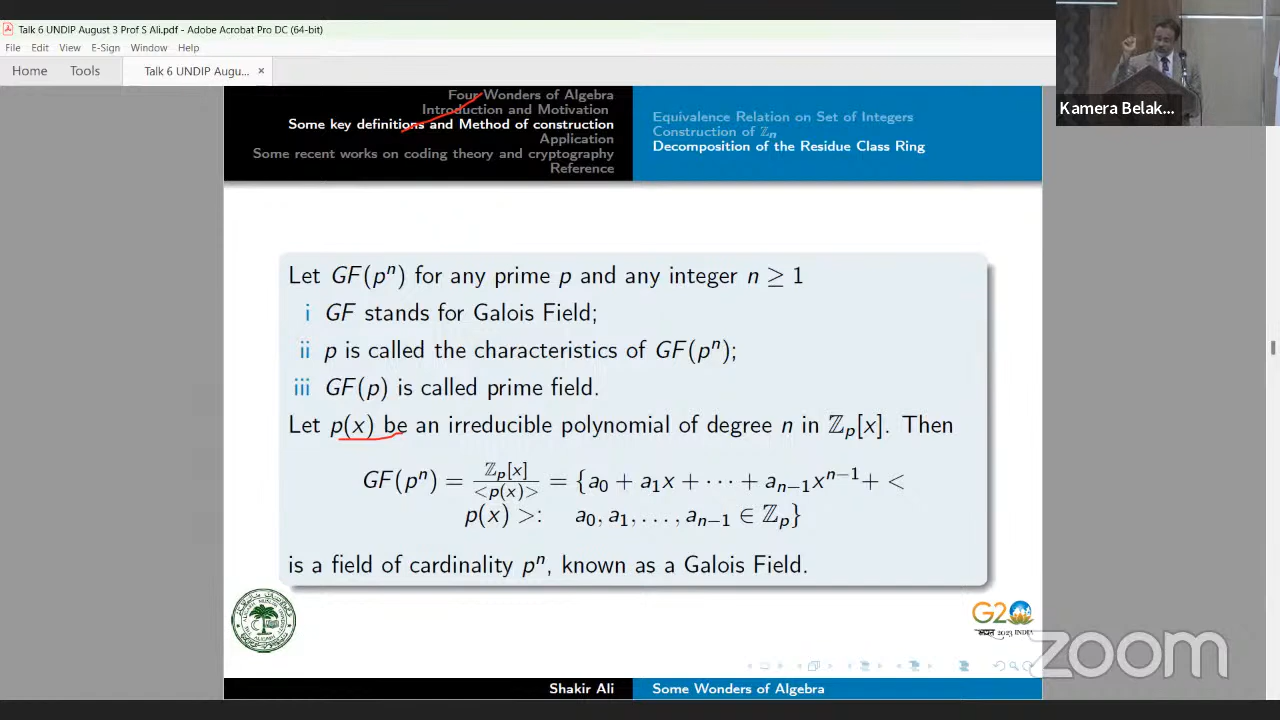 Talk 6 UNDIP August 3 Prof S Ali.pdf - Adobe Acrobat Pro DC (64-bit)
File Edit View E-Sign Window Help
Home Tools Talk 6 UNDIP Augu... ×
Kamera Belak...
Four Wonders of Algebra
Introduction and Motivation
Some key definitions and Method of construction
Application
Some recent works on coding theory and cryptography
Reference
Equivalence Relation on Set of Integers
Construction of ℤₙ
Decomposition of the Residue Class Ring
Let GF(pⁿ) for any prime p and any integer n ≥ 1
i GF stands for Galois Field;
ii p is called the characteristics of GF(pⁿ);
iii GF(p) is called prime field.
Let p(x) be an irreducible polynomial of degree n in ℤₚ[x]. Then
GF(pⁿ) = ℤₚ[x]/<p(x)> = {a₀ + a₁x + ⋯ + aₙ₋₁xⁿ⁻¹ + <
p(x) >: a₀, a₁, . . . , aₙ₋₁ ∈ ℤₚ}
is a field of cardinality pⁿ, known as a Galois Field.
G20
2023 INDIA
zoom
Shakir Ali Some Wonders of Algebra